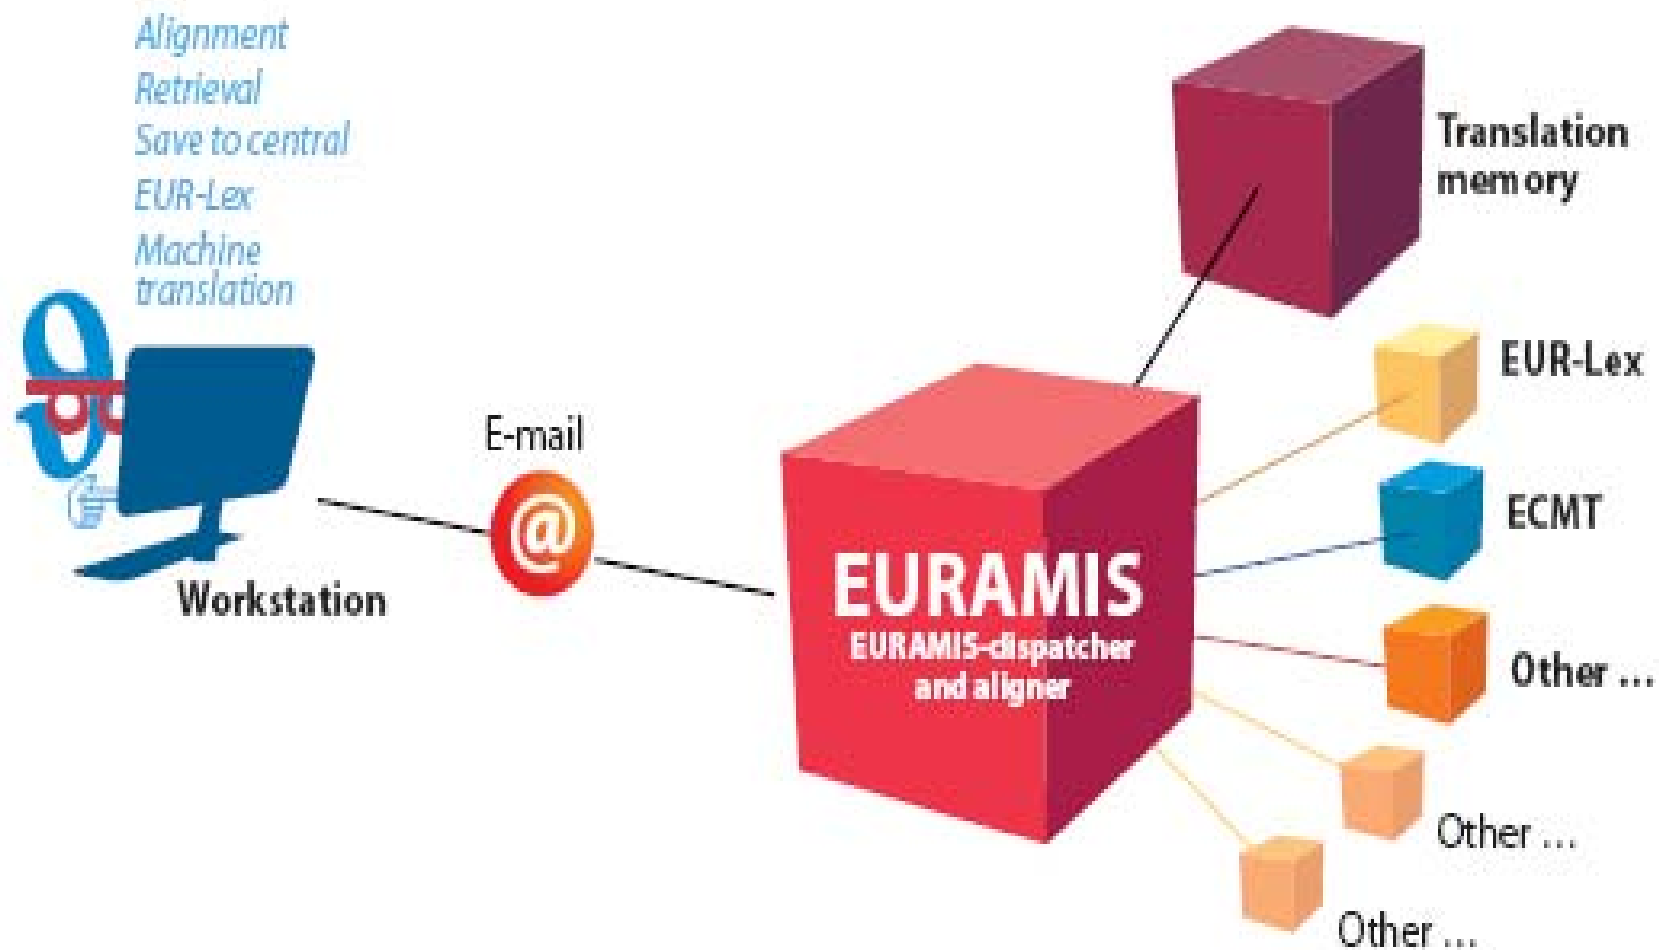 Alignment
Retrieval
Save to central
EUR-Lex
Machine
translation
Workstation
E-mail
@
EURAMIS
EURAMIS-dispatcher
and aligner
Translation
memory
EUR-Lex
ECMT
Other ...
Other ...
Other ...